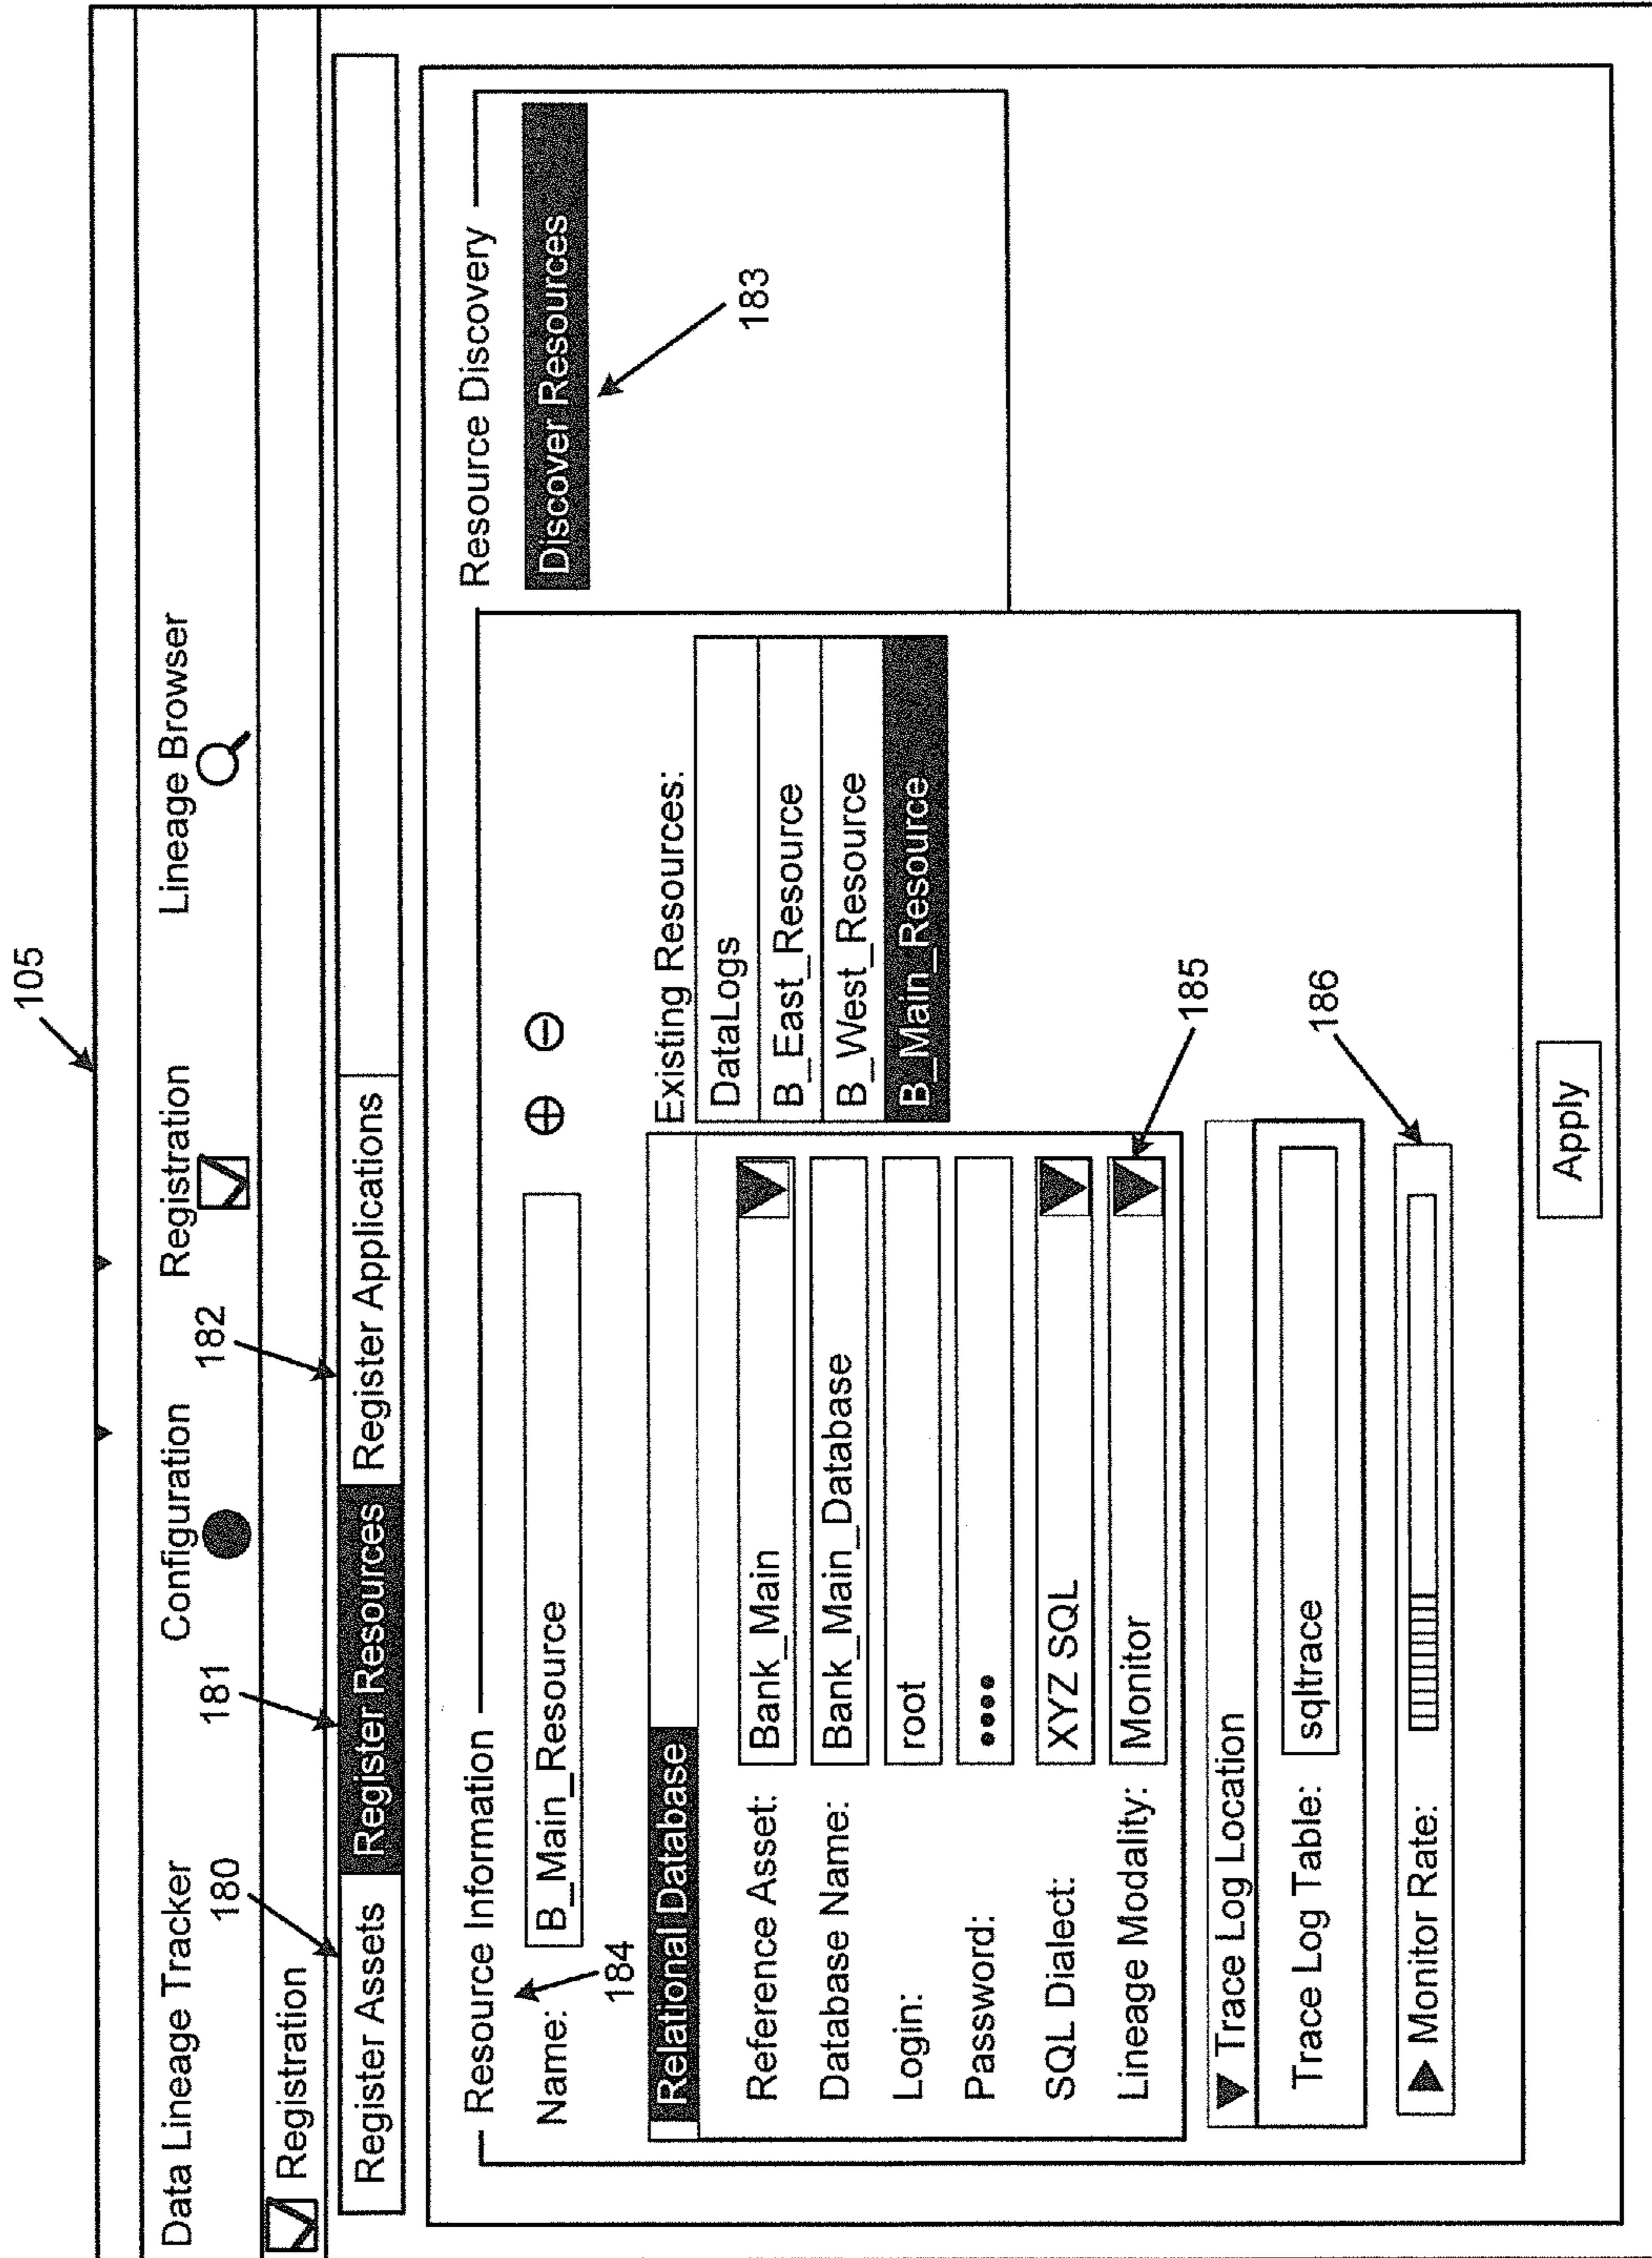 105
Data Lineage Tracker
Configuration
Registration
Lineage Browser
180
181
182
Registration
Register Assets
Register Resources
Register Applications
Resource Information
Resource Discovery
Name:
B_Main_Resource
Discover Resources
184
183
Relational Database
Existing Resources:
DataLogs
B_East_Resource
B_West_Resource
B_Main_Resource
Reference Asset:
Bank_Main
Database Name:
Bank_Main_Database
Login:
root
Password:
••••
SQL Dialect:
XYZ SQL
Lineage Modality:
Monitor
185
Trace Log Location
Trace Log Table:
sqltrace
186
Monitor Rate:
Apply